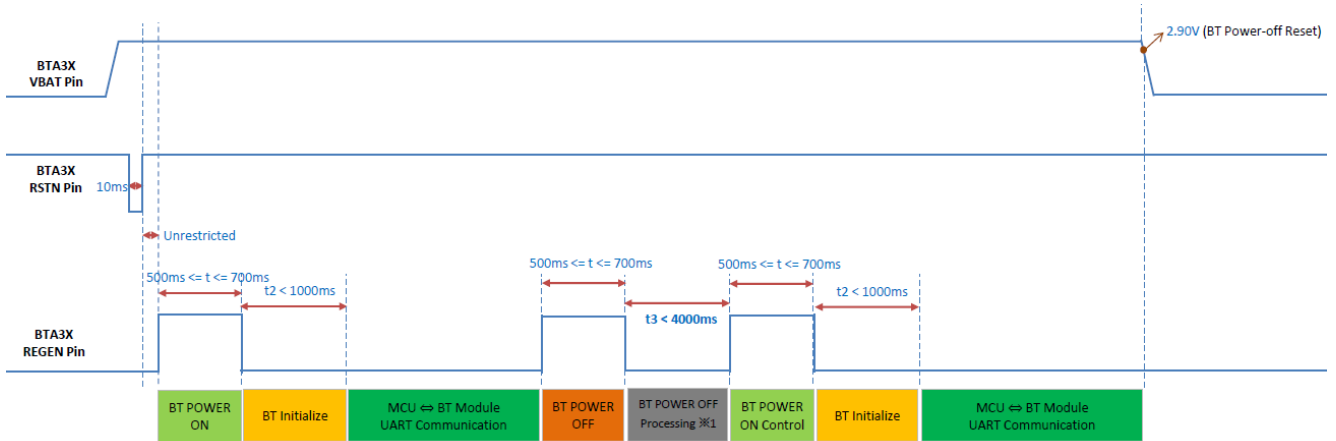 2.90V (BT Power-off Reset)
BTA3X
VBAT Pin
BTA3X
RSTN Pin
10ms
Unrestricted
500ms <= t <= 700ms
t2 < 1000ms
500ms <= t <= 700ms
t3 < 4000ms
500ms <= t <= 700ms
t2 < 1000ms
BTA3X
REGEN Pin
BT POWER
ON
BT Initialize
MCU ⇔ BT Module
UART Communication
BT POWER
OFF
BT POWER OFF
Processing ※1
BT POWER
ON Control
BT Initialize
MCU ⇔ BT Module
UART Communication